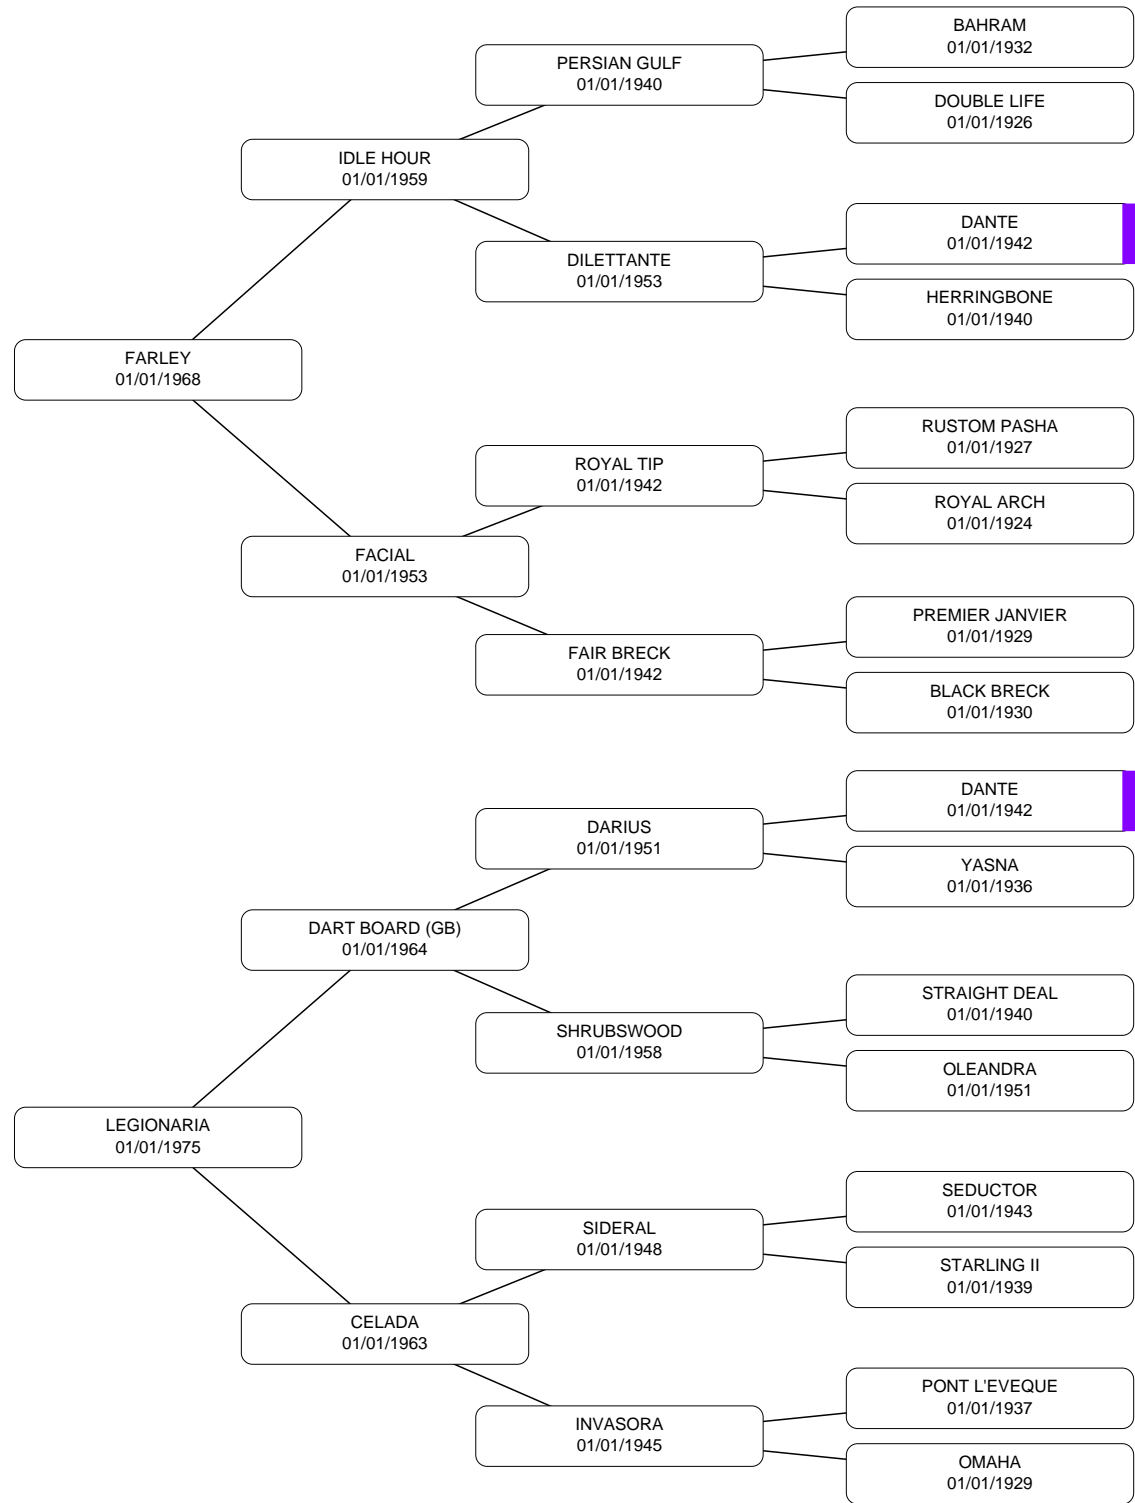 BAHRAM
01/01/1932
PERSIAN GULF
01/01/1940
DOUBLE LIFE
01/01/1926
IDLE HOUR
01/01/1959
DANTE
01/01/1942
DILETTANTE
01/01/1953
HERRINGBONE
01/01/1940
FARLEY
01/01/1968
RUSTOM PASHA
01/01/1927
ROYAL TIP
01/01/1942
ROYAL ARCH
01/01/1924
FACIAL
01/01/1953
PREMIER JANVIER
01/01/1929
FAIR BRECK
01/01/1942
BLACK BRECK
01/01/1930
DANTE
01/01/1942
DARIUS
01/01/1951
YASNA
01/01/1936
DART BOARD (GB)
01/01/1964
STRAIGHT DEAL
01/01/1940
SHRUBSWOOD
01/01/1958
OLEANDRA
01/01/1951
LEGIONARIA
01/01/1975
SEDUCTOR
01/01/1943
SIDERAL
01/01/1948
STARLING II
01/01/1939
CELADA
01/01/1963
PONT L'EVEQUE
01/01/1937
INVASORA
01/01/1945
OMAHA
01/01/1929